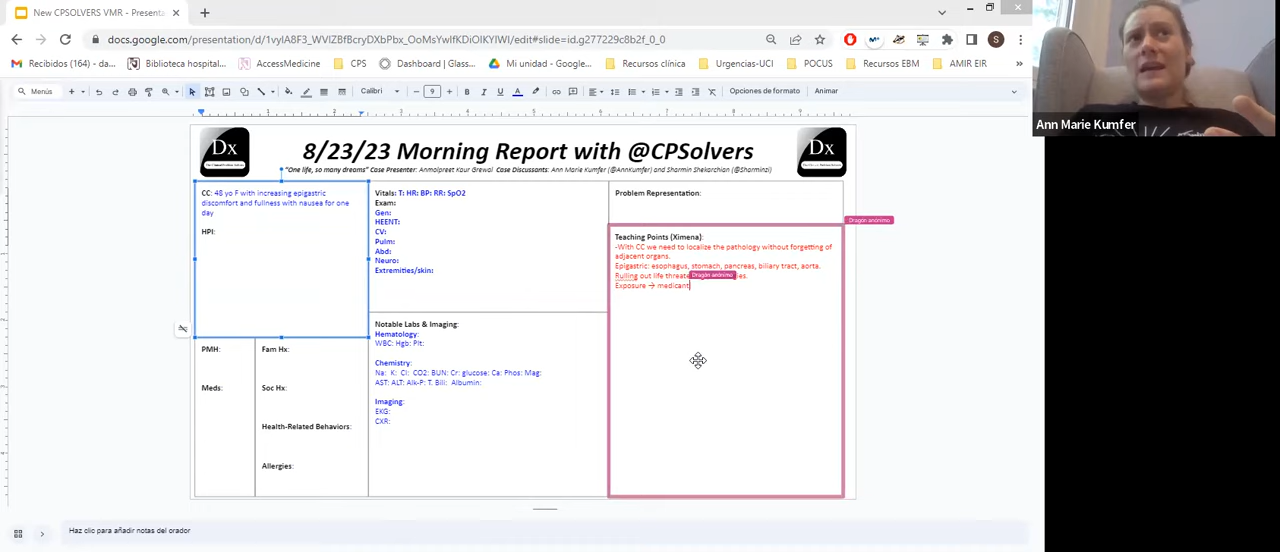 New CPSOLVERS VMR - Presenta
docs.google.com/presentation/d/1vylA8F3_WVlZBfBcryDXbPbx_OoMsYwIfKDiOlKYIWI/edit#slide=id.g277229c8b2f_0_0
S
Recibidos (164) - da...
Biblioteca hospital...
AccessMedicine
CPS
Dashboard | Glass...
Mi unidad - Google...
Recursos clínica
Urgencias-UCI
POCUS
Recursos EBM
AMIR EIR
Menús
Calibri
9
Opciones de formato
Animar
Ann Marie Kumfer
Dx
8/23/23 Morning Report with @CPSolvers
"One life, so many dreams" Case Presenter: Anmolpreet Kaur Grewal Case Discussants: Ann Marie Kumfer (@AnnKumfer) and Sharmin Shekarchian (@Sharminzi)
Dx
CC: 48 yo F with increasing epigastric
discomfort and fullness with nausea for one
day
HPI:
PMH:
Meds:
Fam Hx:
Soc Hx:
Health-Related Behaviors:
Allergies:
Vitals: T: HR: BP: RR: SpO2
Exam:
Gen:
HEENT:
CV:
Pulm:
Abd:
Neuro:
Extremities/skin:
Notable Labs & Imaging:
Hematology:
WBC: Hgb: Plt:
Chemistry:
Na: K: Cl: CO2: BUN: Cr: glucose: Ca: Phos: Mag:
AST: ALT: Alk-P: T. Bili: Albumin:
Imaging:
EKG:
CXR:
Problem Representation:
Dragón anónimo
Teaching Points (Ximena):
-With CC we need to localize the pathology without forgetting of
adjacent organs.
Epigastric: esophagus, stomach, pancreas, biliary tract, aorta.
Rulling out life threate
Dragón anónimo
Exposure → medicant
Haz clic para añadir notas del orador